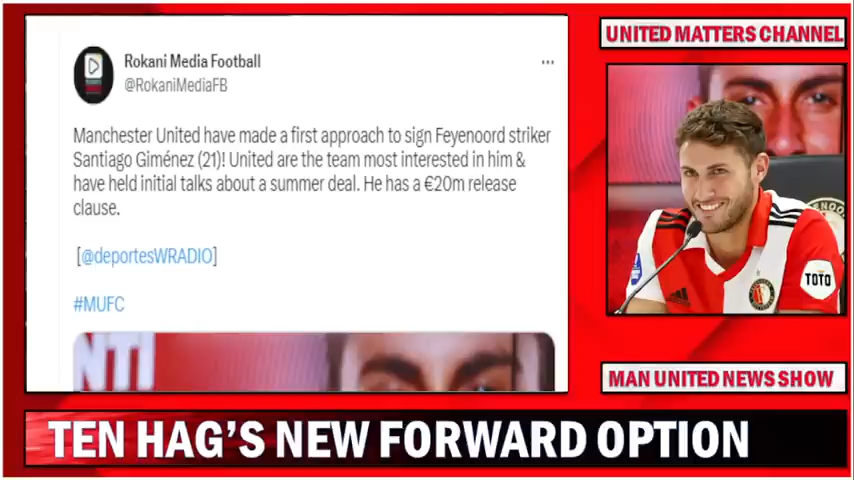 Rokani Media Football
@RokaniMediaFB
Manchester United have made a first approach to sign Feyenoord striker
Santiago Giménez (21)! United are the team most interested in him &
have held initial talks about a summer deal. He has a €20m release
clause.
[@deportesWRADIO]
#MUFC
NTI
UNITED MATTERS CHANNEL
TOTO
MAN UNITED NEWS SHOW
TEN HAG'S NEW FORWARD OPTION